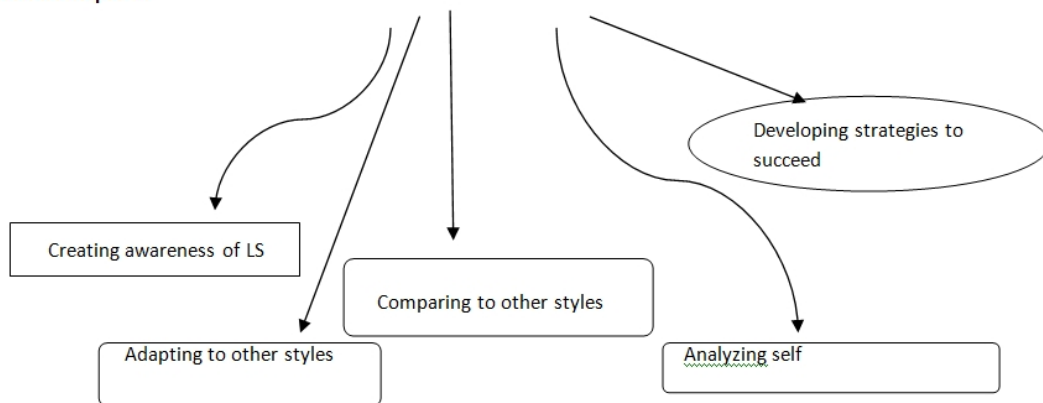 Developing strategies to
succeed
Creating awareness of LS
Comparing to other styles
Adapting to other styles
Analyzing self